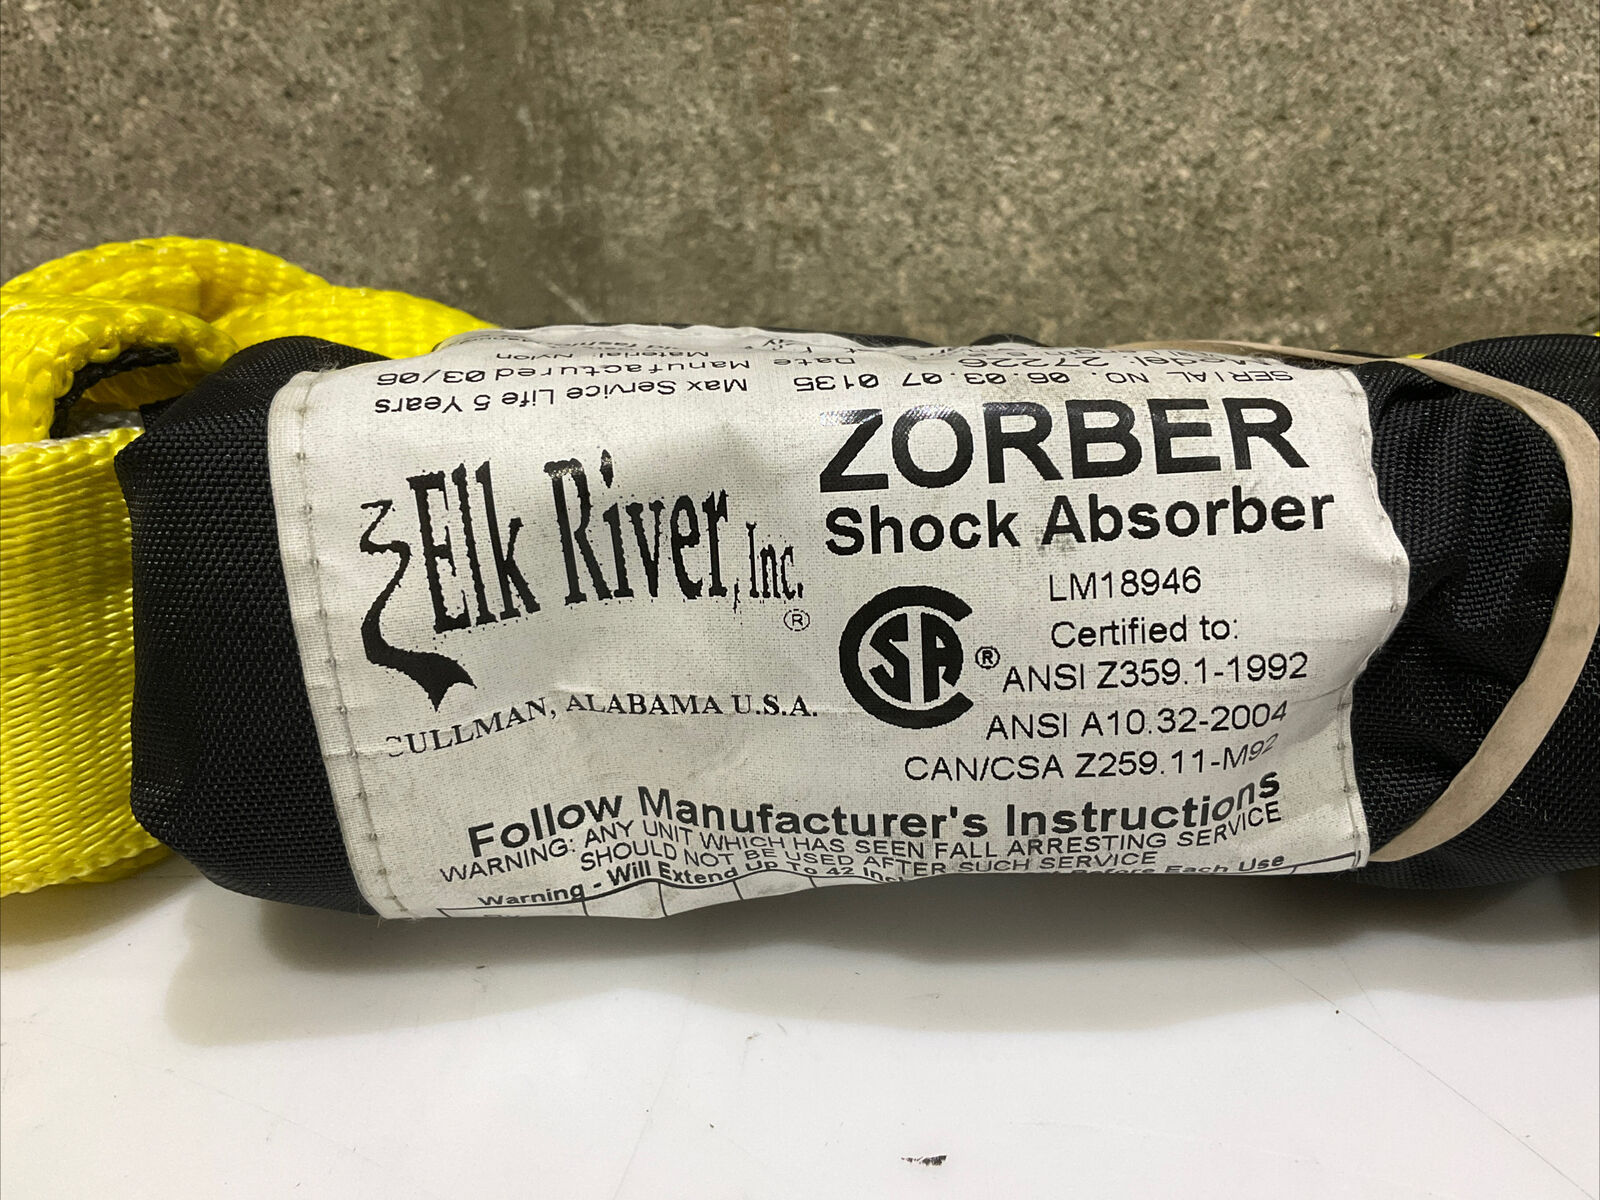 Max Service Life 5 Years
Manufactured 03/06
Material: Nylon
Date
SERIAL NO 06.03.07 0135
Model: 27226
Elk River, Inc.®
CULLMAN, ALABAMA U.S.A.
ZORBER
Shock Absorber
LM18946
Certified to:
CSA®
ANSI Z359.1-1992
ANSI A10.32-2004
CAN/CSA Z259.11-M92
Follow Manufacturer's Instructions
WARNING: ANY UNIT WHICH HAS SEEN FALL ARRESTING SERVICE
SHOULD NOT BE USED AFTER SUCH SERVICE
Warning - Will Extend Up To 42 Before Each Use